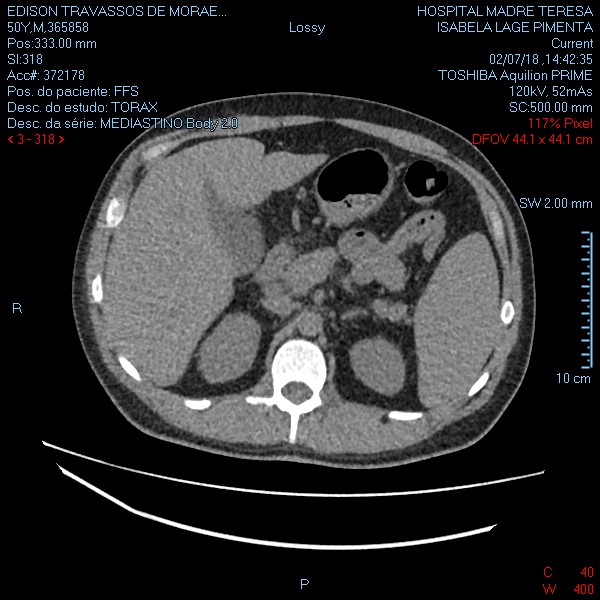 EDISON TRAVASSOS DE MORAE...
50Y,M,365858
Pos:333.00 mm
SI:318
Acc#: 372178
Pos. do paciente: FFS
Desc. do estudo: TORAX
Desc. da série: MEDIASTINO Body 2.0
< 3 - 318 >
Lossy
HOSPITAL MADRE TERESA
ISABELA LAGE PIMENTA
Current
02/07/18 ,14:42:35
TOSHIBA Aquilion PRIME
120kV, 52mAs
SC:500.00 mm
117% Pixel
DFOV 44.1 x 44.1 cm
SW 2.00 mm
R
10 cm
P
C 40
W 400